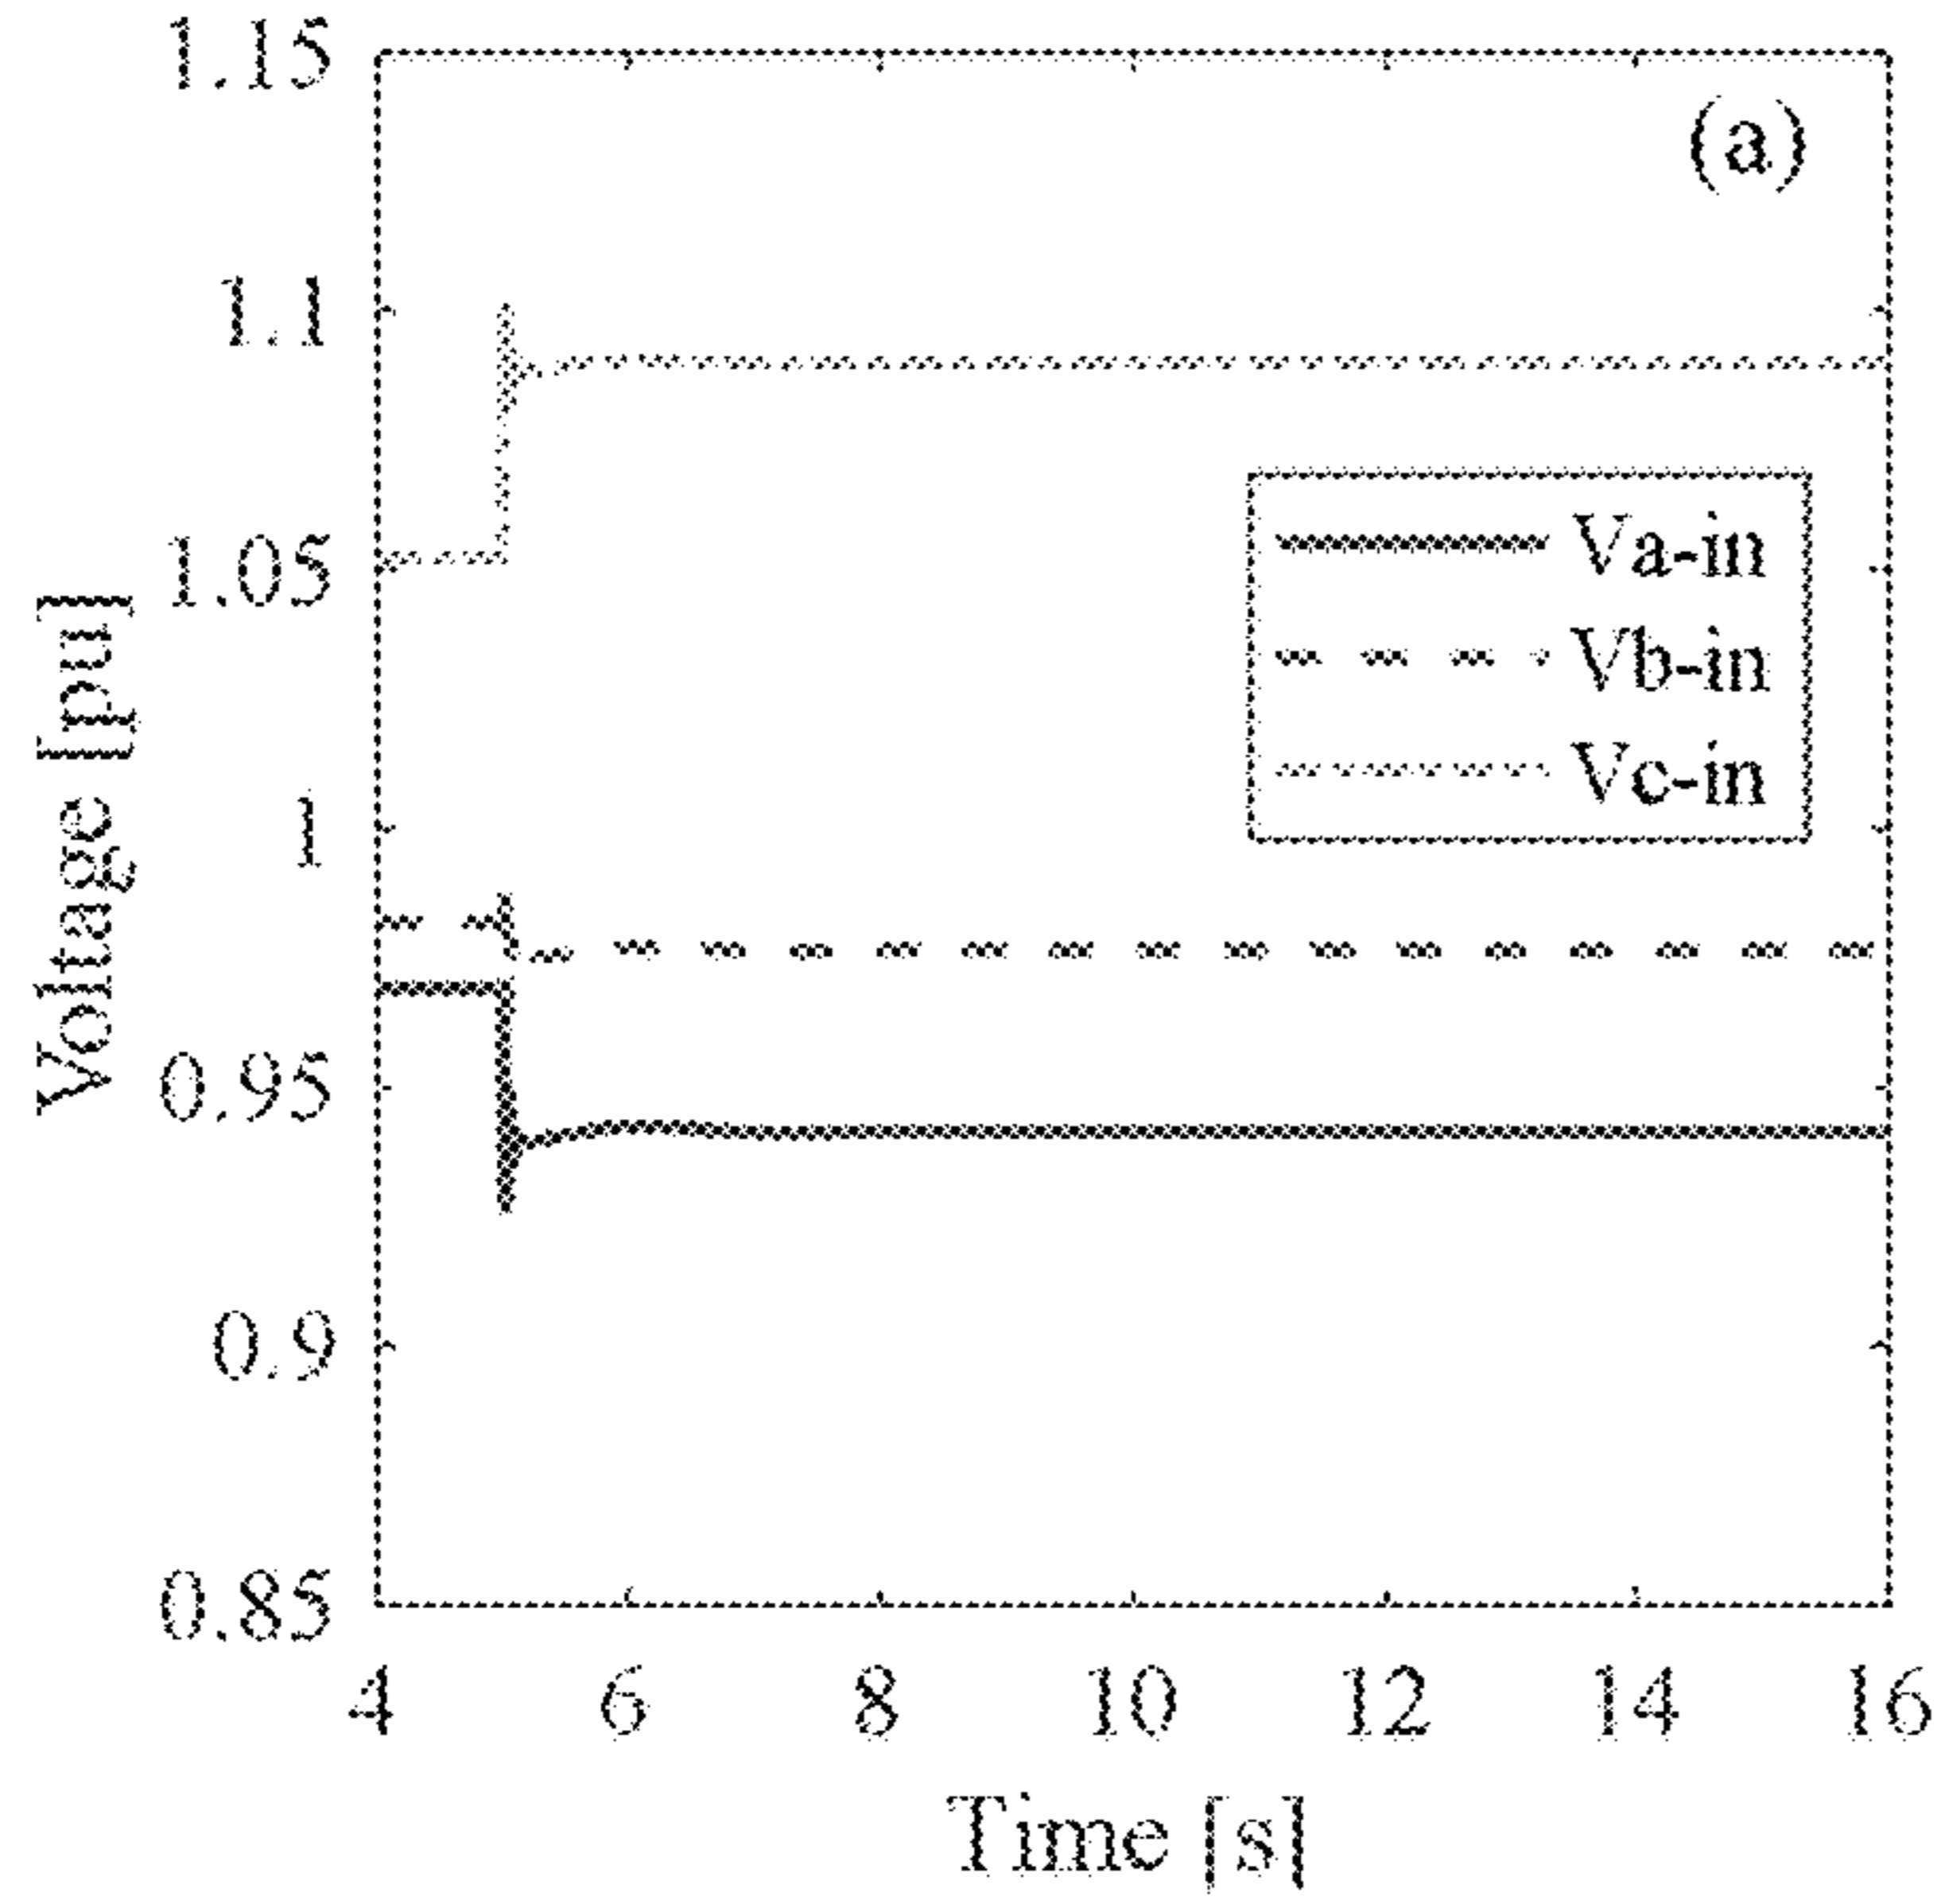 1.15
(a)
1.1
1.05
Va-in
Vb-in
Vc-in
Voltage [pu]
1
0.95
0.9
0.85
4 6 8 10 12 14 16
Time [s]